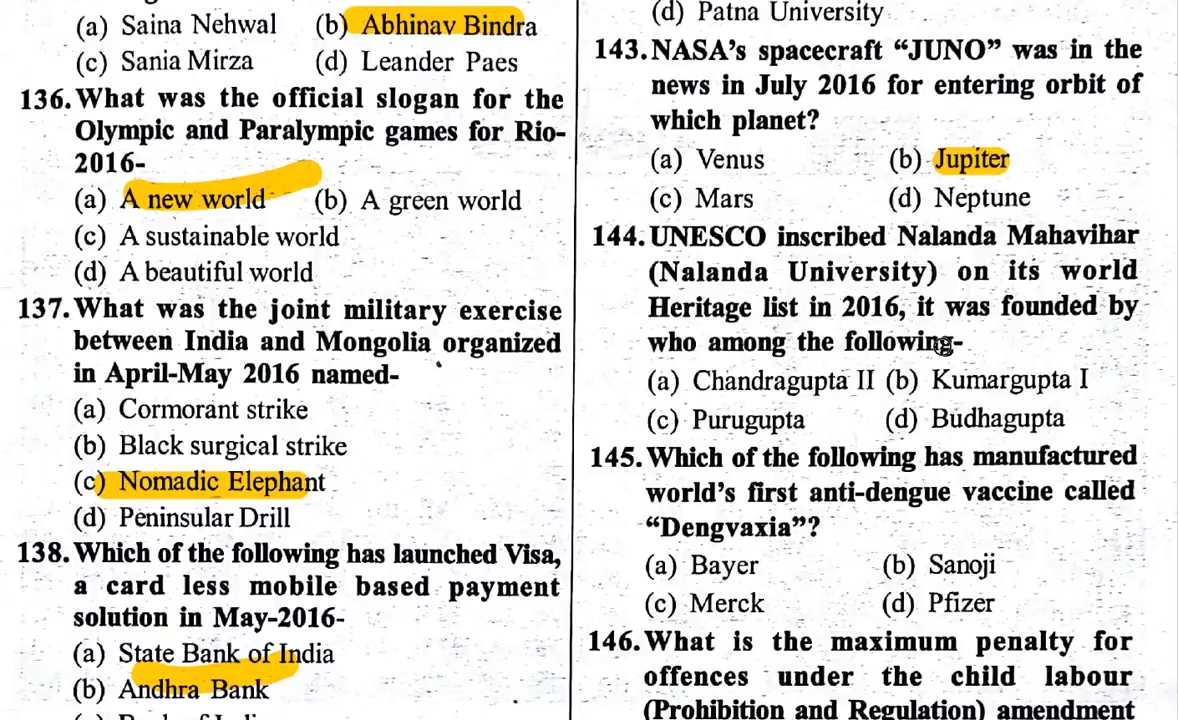 (a) Saina Nehwal (b) Abhinav Bindra
(c) Sania Mirza (d) Leander Paes
136. What was the official slogan for the
Olympic and Paralympic games for Rio-
2016-
(a) A new world (b) A green world
(c) A sustainable world
(d) A beautiful world
137. What was the joint military exercise
between India and Mongolia organized
in April-May 2016 named-
(a) Cormorant strike
(b) Black surgical strike
(c) Nomadic Elephant
(d) Peninsular Drill
138. Which of the following has launched Visa,
a card less mobile based payment
solution in May-2016-
(a) State Bank of India
(b) Andhra Bank
(d) Patna University
143. NASA's spacecraft “JUNO” was in the
news in July 2016 for entering orbit of
which planet?
(a) Venus (b) Jupiter
(c) Mars (d) Neptune
144. UNESCO inscribed Nalanda Mahavihar
(Nalanda University) on its world
Heritage list in 2016, it was founded by
who among the following-
(a) Chandragupta II (b) Kumargupta I
(c) Purugupta (d) Budhagupta
145. Which of the following has manufactured
world's first anti-dengue vaccine called
“Dengvaxia”?
(a) Bayer (b) Sanoji
(c) Merck (d) Pfizer
146. What is the maximum penalty for
offences under the child labour
(Prohibition and Regulation) amendment